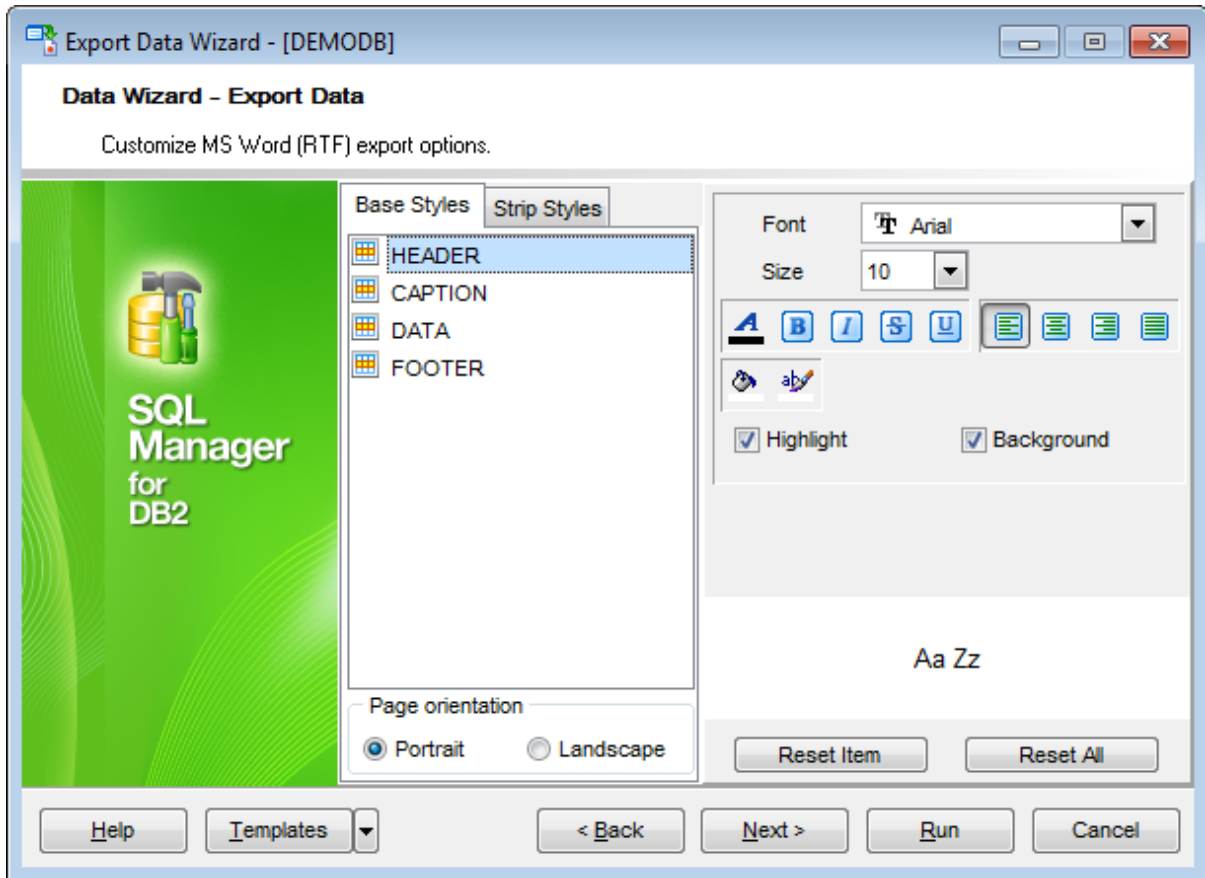 Export Data Wizard - [DEMODB]
Data Wizard - Export Data
Customize MS Word (RTF) export options.
SQL
Manager
for
DB2
Base Styles Strip Styles
HEADER
CAPTION
DATA
FOOTER
Page orientation
Portrait Landscape
Font Arial
Size 10
A B I S U
ab
Highlight Background
Aa Zz
Reset Item Reset All
Help Templates < Back Next > Run Cancel